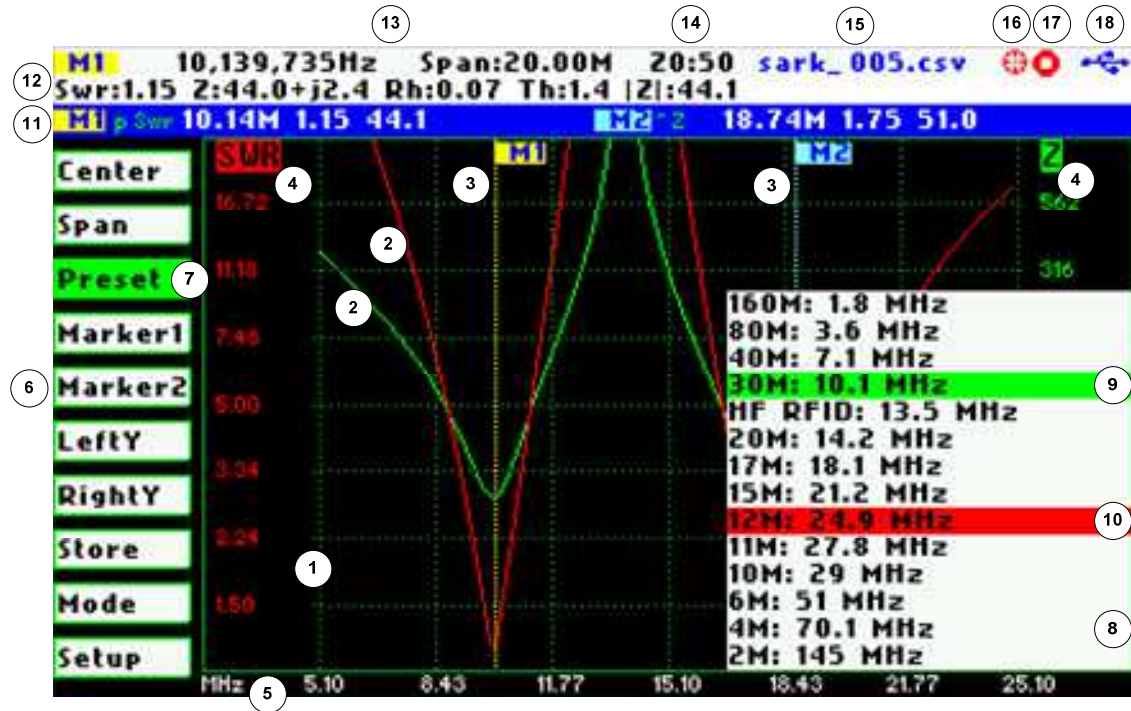 13 14 15 16 17 18
M1 10,139,735Hz Span:20.00M 20:50 sark_005.csv
12 Swr:1.15 Z:44.0+j2.4 Rh:0.07 Th:1.4 |Z|:44.1
11 M1 p Swr 10.14M 1.15 44.1 M2 ^ Z 18.74M 1.75 51.0
SWR M1 M2 Z
Center 4 3 3 4
16.72 562
Span
2
Preset 7 11.18 316
2
160M: 1.8 MHz
Marker1 7.46 80M: 3.6 MHz
40M: 7.1 MHz
6 Marker2 30M: 10.1 MHz 9
5.00 HF RFID: 13.5 MHz
LeftY 20M: 14.2 MHz
3.34 17M: 18.1 MHz
RightY 15M: 21.2 MHz
12M: 24.9 MHz 10
Store 2.24 11M: 27.8 MHz
1 10M: 29 MHz
Mode 1.50 6M: 51 MHz
4M: 70.1 MHz 8
Setup 2M: 145 MHz
MHz 5 5.10 8.43 11.77 15.10 18.43 21.77 25.10